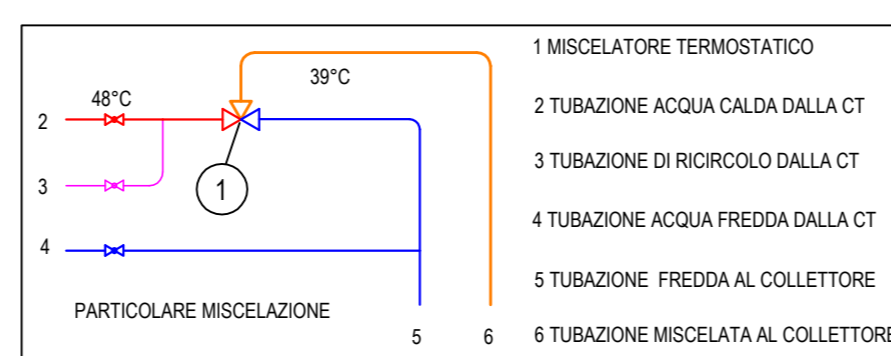 48°C
39°C
2
3
4
1
PARTICOLARE MISCELAZIONE
5
6
1 MISCELATORE TERMOSTATICO
2 TUBAZIONE ACQUA CALDA DALLA CT
3 TUBAZIONE DI RICIRCOLO DALLA CT
4 TUBAZIONE ACQUA FREDDA DALLA CT
5 TUBAZIONE FREDDA AL COLLETTORE
6 TUBAZIONE MISCELATA AL COLLETTORE